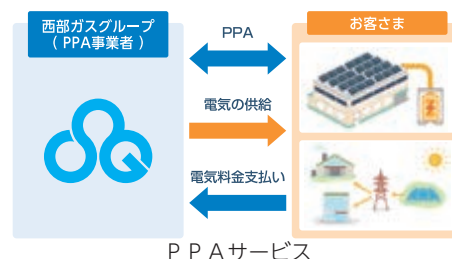 西部ガスグループ
( PPA事業者 )
PPA
お客さま
電気の供給
電気料金支払い
ＰＰＡサービス